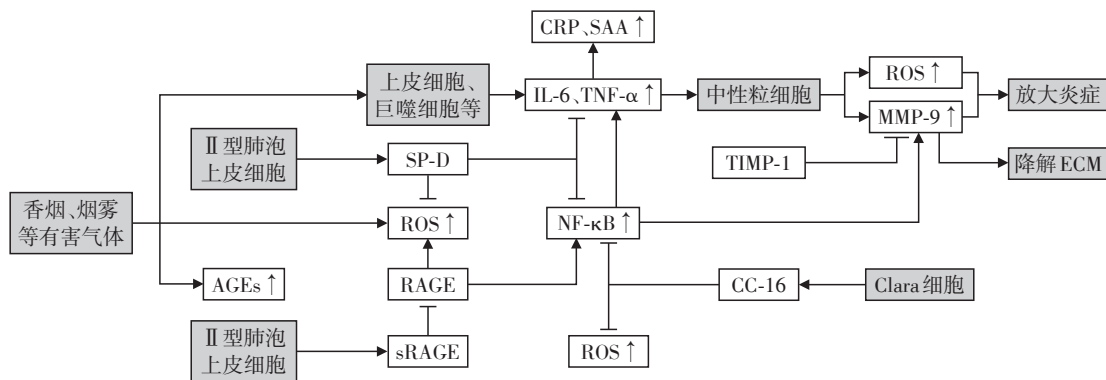 CRP、SAA↑
上皮细胞、
巨噬细胞等
IL-6、TNF-α↑
中性粒细胞
ROS↑
MMP-9↑
放大炎症
Ⅱ型肺泡
上皮细胞
SP-D
TIMP-1
降解ECM
香烟、烟雾
等有害气体
ROS↑
NF-κB↑
AGEs↑
RAGE
CC-16
Clara细胞
Ⅱ型肺泡
上皮细胞
sRAGE
ROS↑